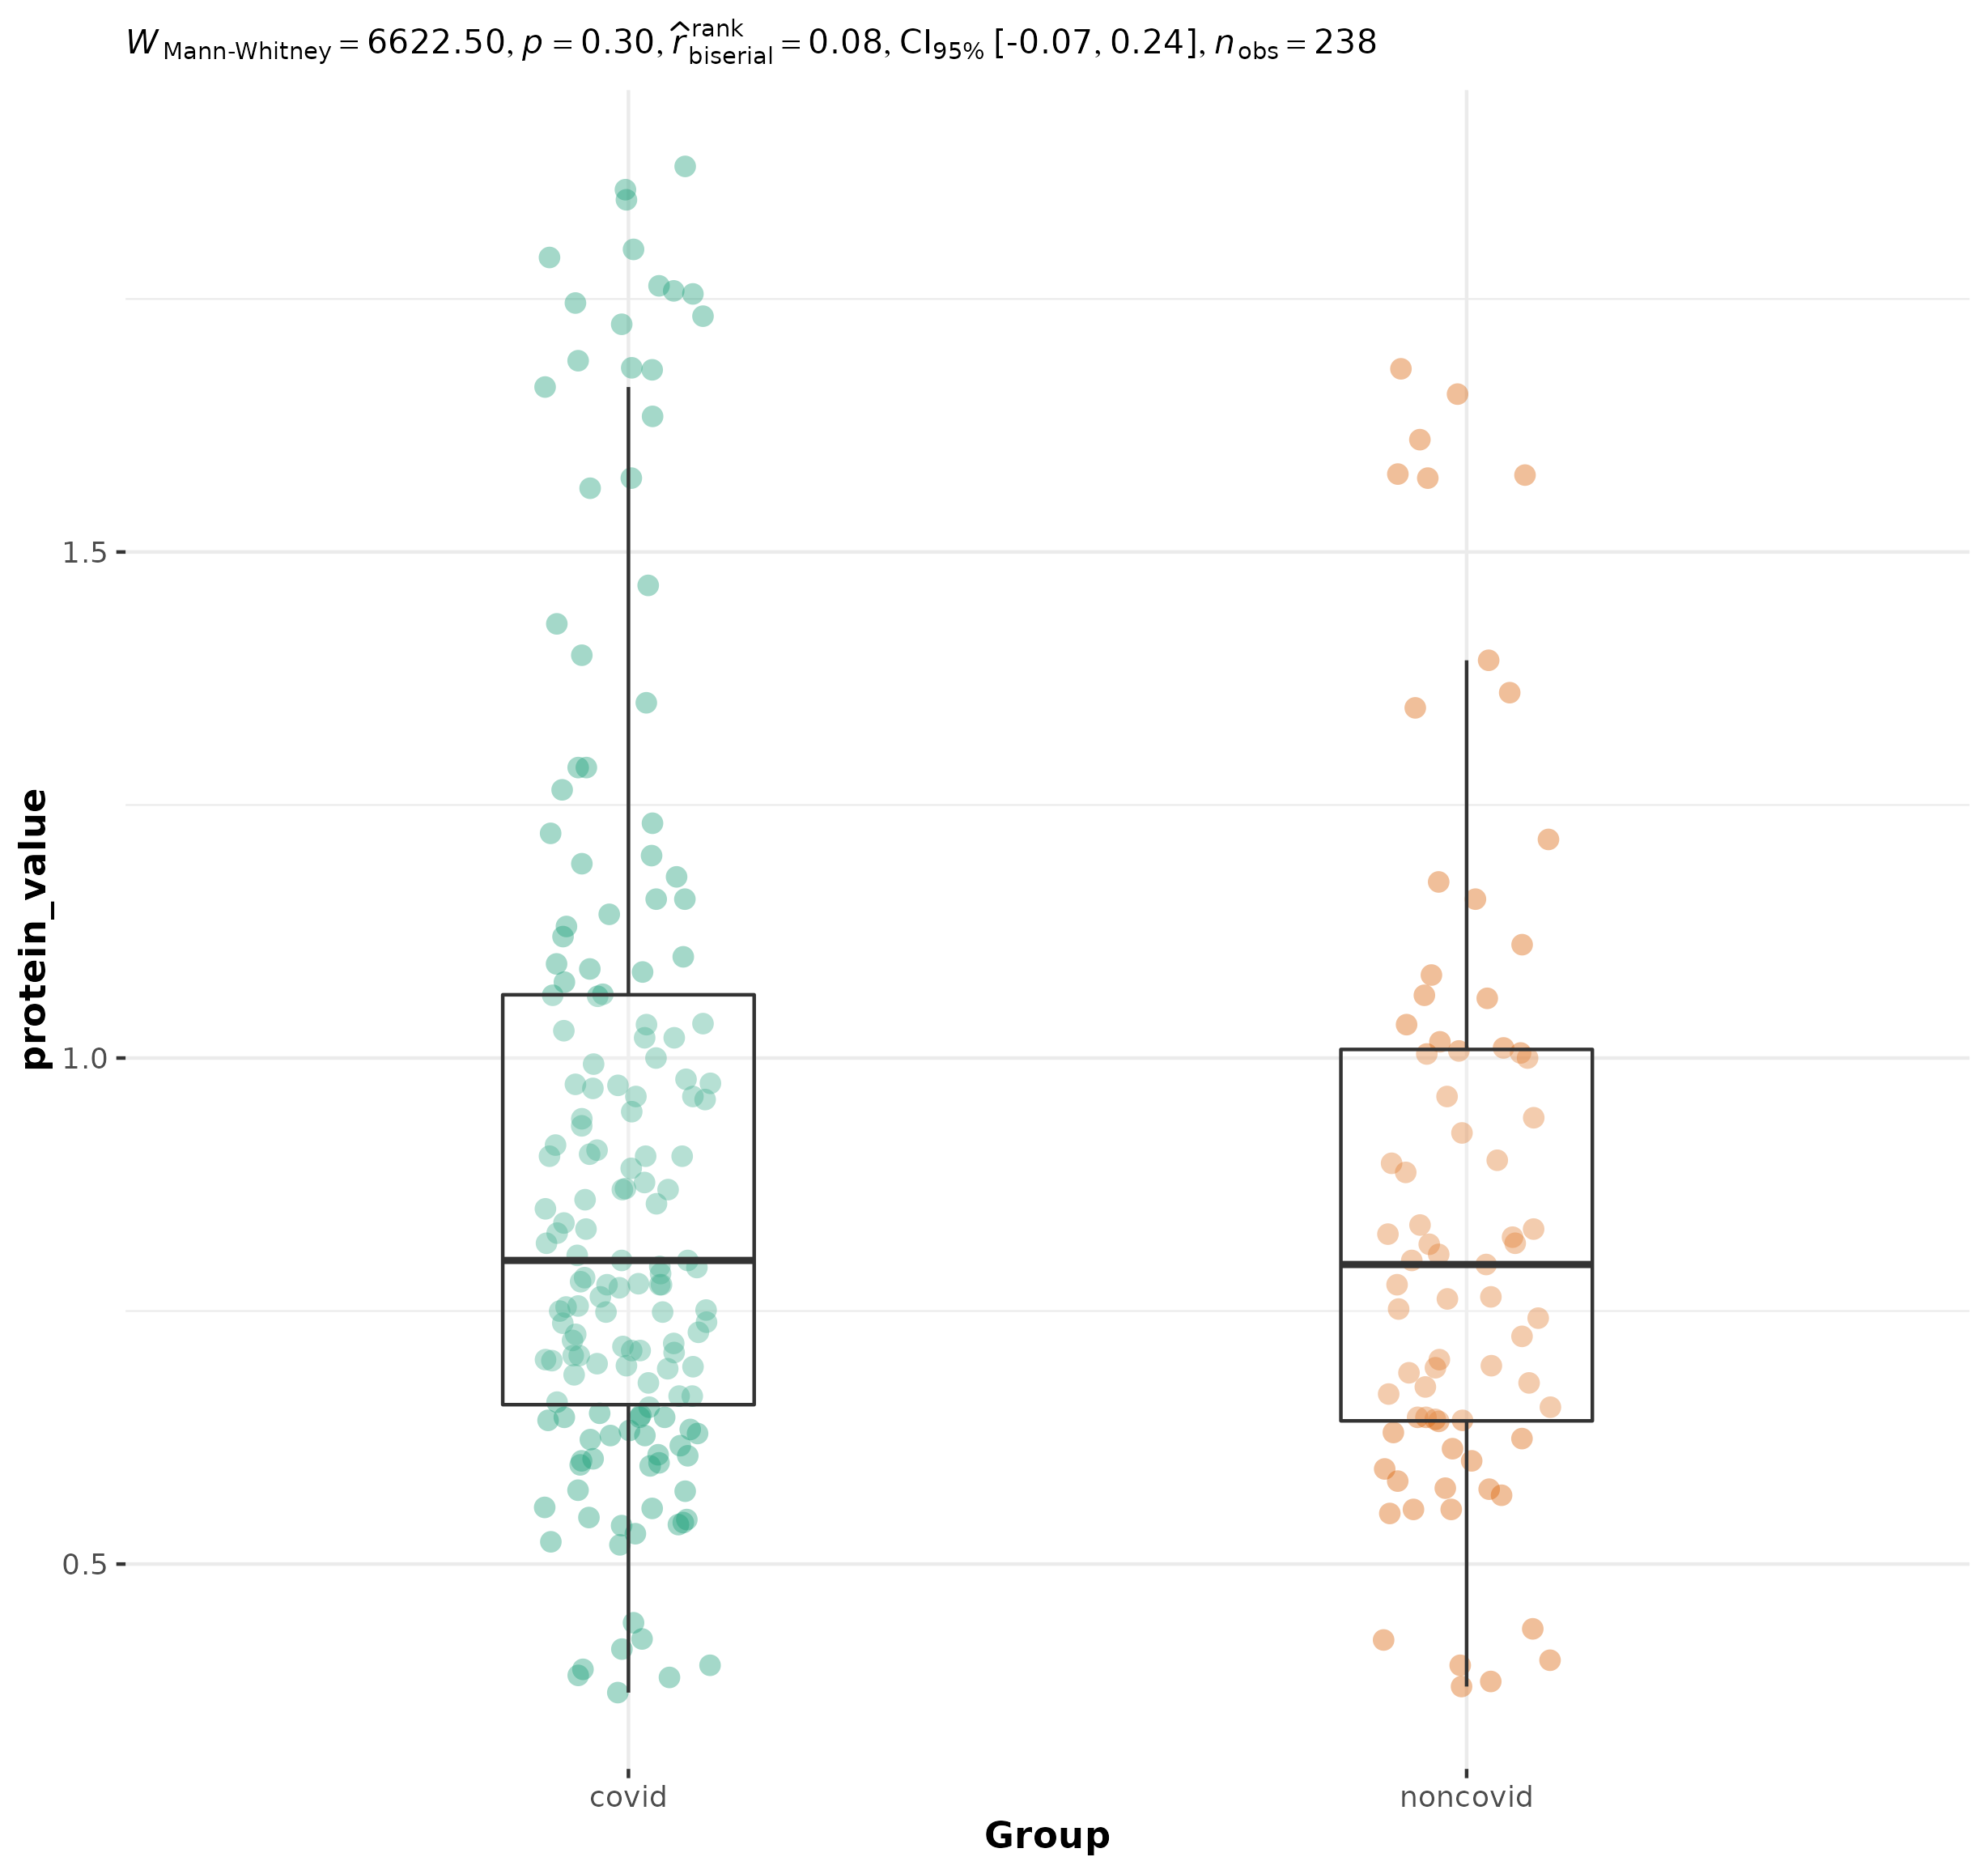 W Mann-Whitney = 6622.50, p = 0.30, r̂ rank biserial = 0.08, CI95% [-0.07, 0.24], n obs = 238
protein_value
1.5
1.0
0.5
covid noncovid
Group